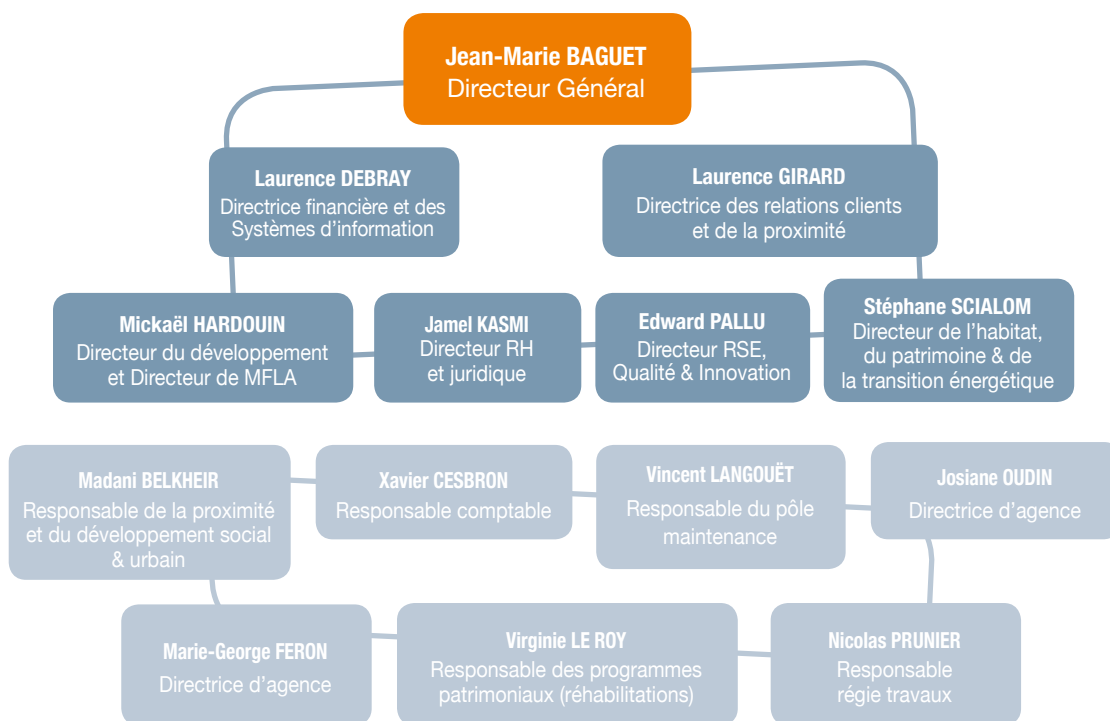 Jean-Marie BAGUET
Directeur Général
Laurence DEBRAY
Directrice financière et des
Systèmes d'information
Laurence GIRARD
Directrice des relations clients
et de la proximité
Mickaël HARDOUIN
Directeur du développement
et Directeur de MFLA
Jamel KASMI
Directeur RH
et juridique
Edward PALLU
Directeur RSE,
Qualité & Innovation
Stéphane SCIALOM
Directeur de l'habitat,
du patrimoine & de
la transition énergétique
Madani BELKHEIR
Responsable de la proximité
et du développement social
& urbain
Xavier CESBRON
Responsable comptable
Vincent LANGOUËT
Responsable du pôle
maintenance
Josiane OUDIN
Directrice d'agence
Marie-George FERON
Directrice d'agence
Virginie LE ROY
Responsable des programmes
patrimoniaux (réhabilitations)
Nicolas PRUNIER
Responsable
régie travaux